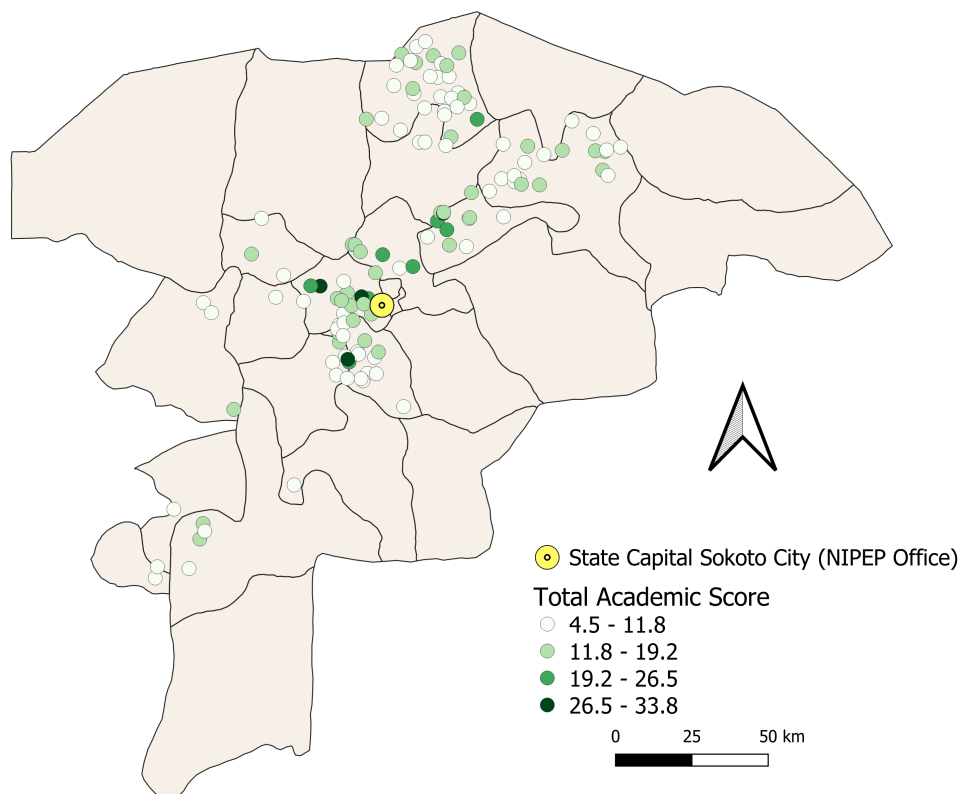 State Capital Sokoto City (NIPEP Office)
Total Academic Score
4.5 - 11.8
11.8 - 19.2
19.2 - 26.5
26.5 - 33.8
0 25 50 km